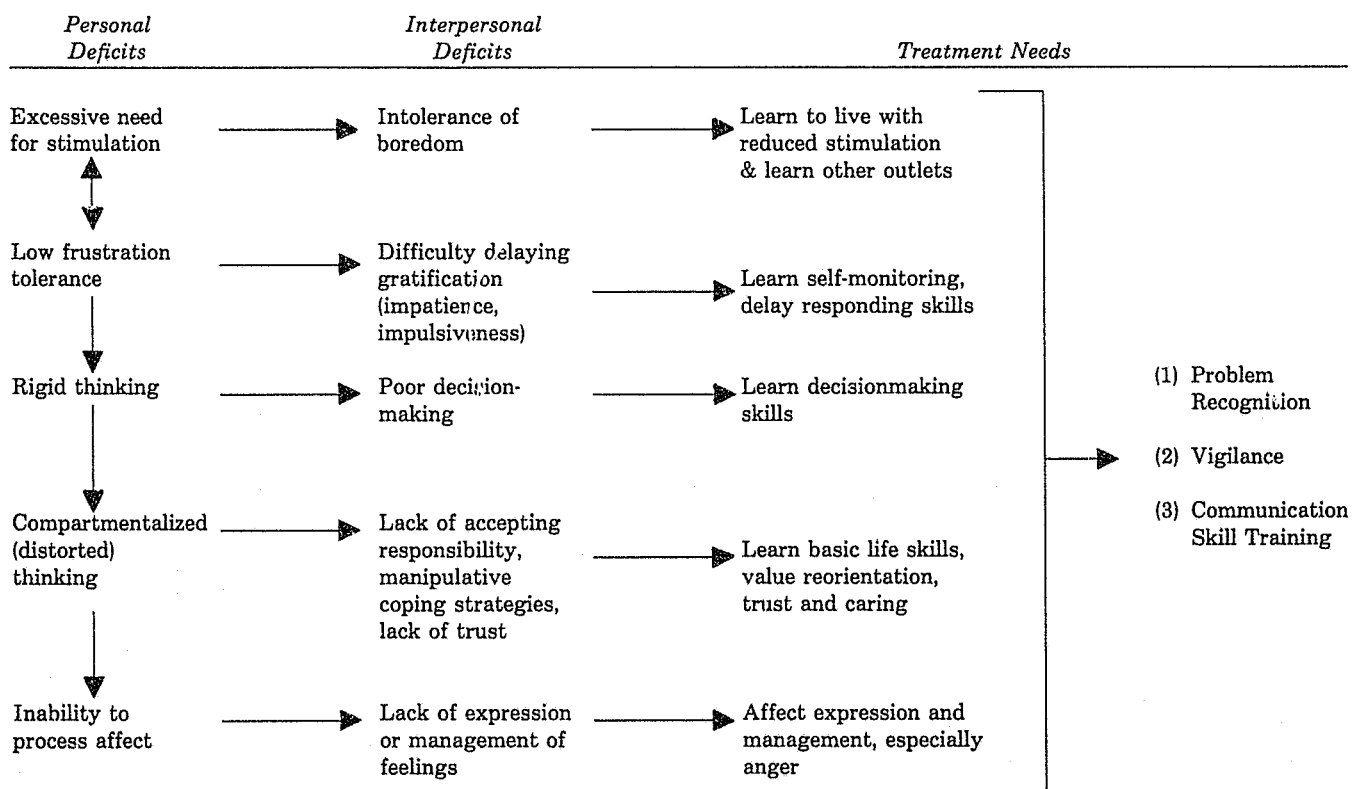 Personal
Deficits
Interpersonal
Deficits
Treatment Needs
Excessive need
for stimulation
Intolerance of
boredom
Learn to live with
reduced stimulation
& learn other outlets
Low frustration
tolerance
Difficulty delaying
gratification
(impatience,
impulsiveness)
Learn self-monitoring,
delay responding skills
Rigid thinking
Poor decision-
making
Learn decisionmaking
skills
Compartmentalized
(distorted)
thinking
Lack of accepting
responsibility,
manipulative
coping strategies,
lack of trust
Learn basic life skills,
value reorientation,
trust and caring
Inability to
process affect
Lack of expression
or management of
feelings
Affect expression and
management, especially
anger
(1) Problem
Recognition
(2) Vigilance
(3) Communication
Skill Training